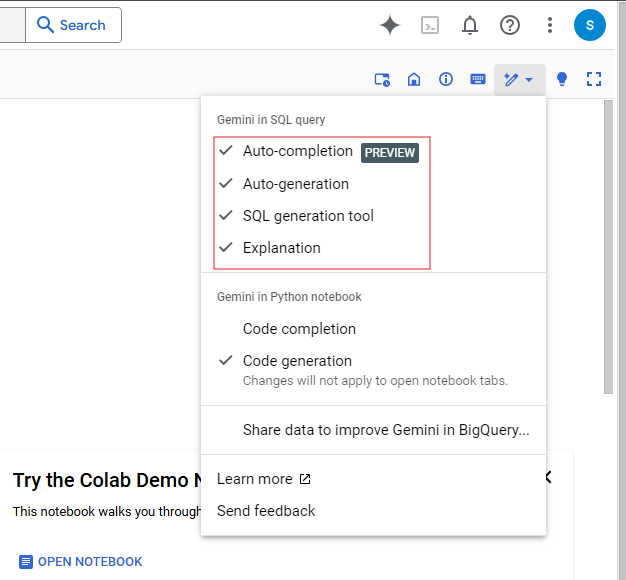 Search
S
Gemini in SQL query
Auto-completion PREVIEW
Auto-generation
SQL generation tool
Explanation
Gemini in Python notebook
Code completion
Code generation
Changes will not apply to open notebook tabs.
Share data to improve Gemini in BigQuery...
Try the Colab Demo
Learn more
This notebook walks you through
Send feedback
OPEN NOTEBOOK